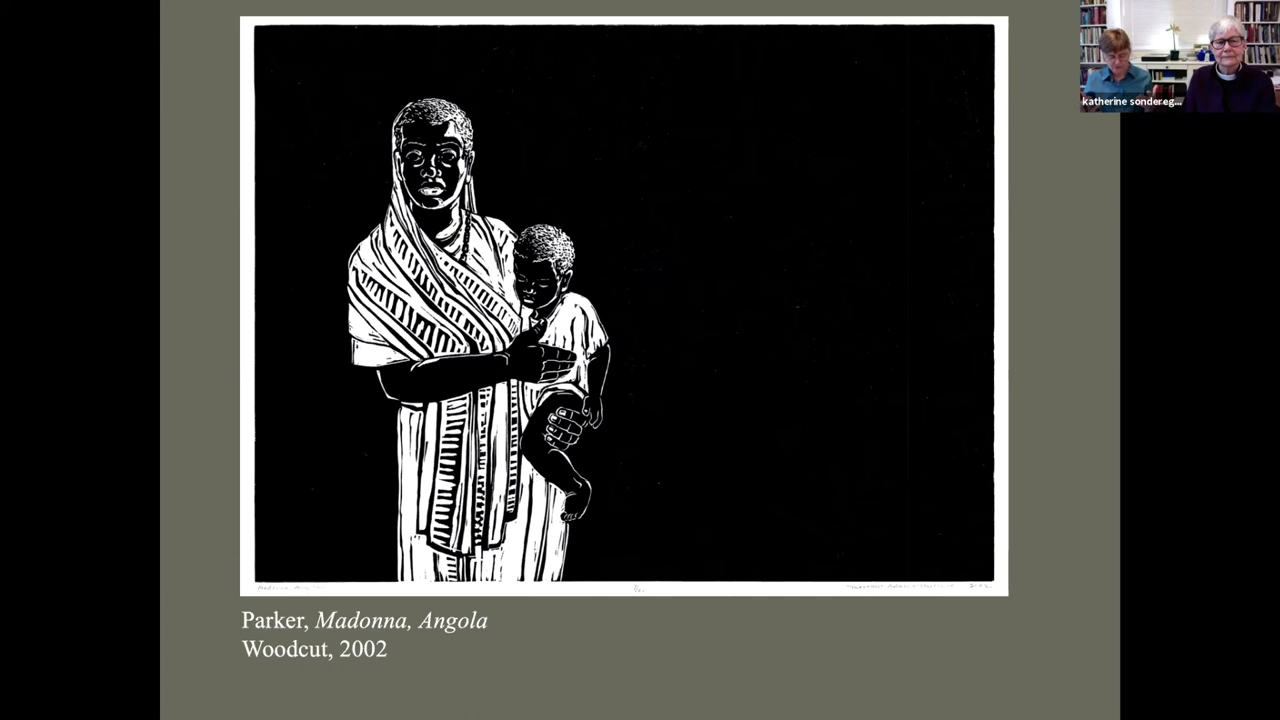 katherine sondereg...
Parker, Madonna, Angola
Woodcut, 2002